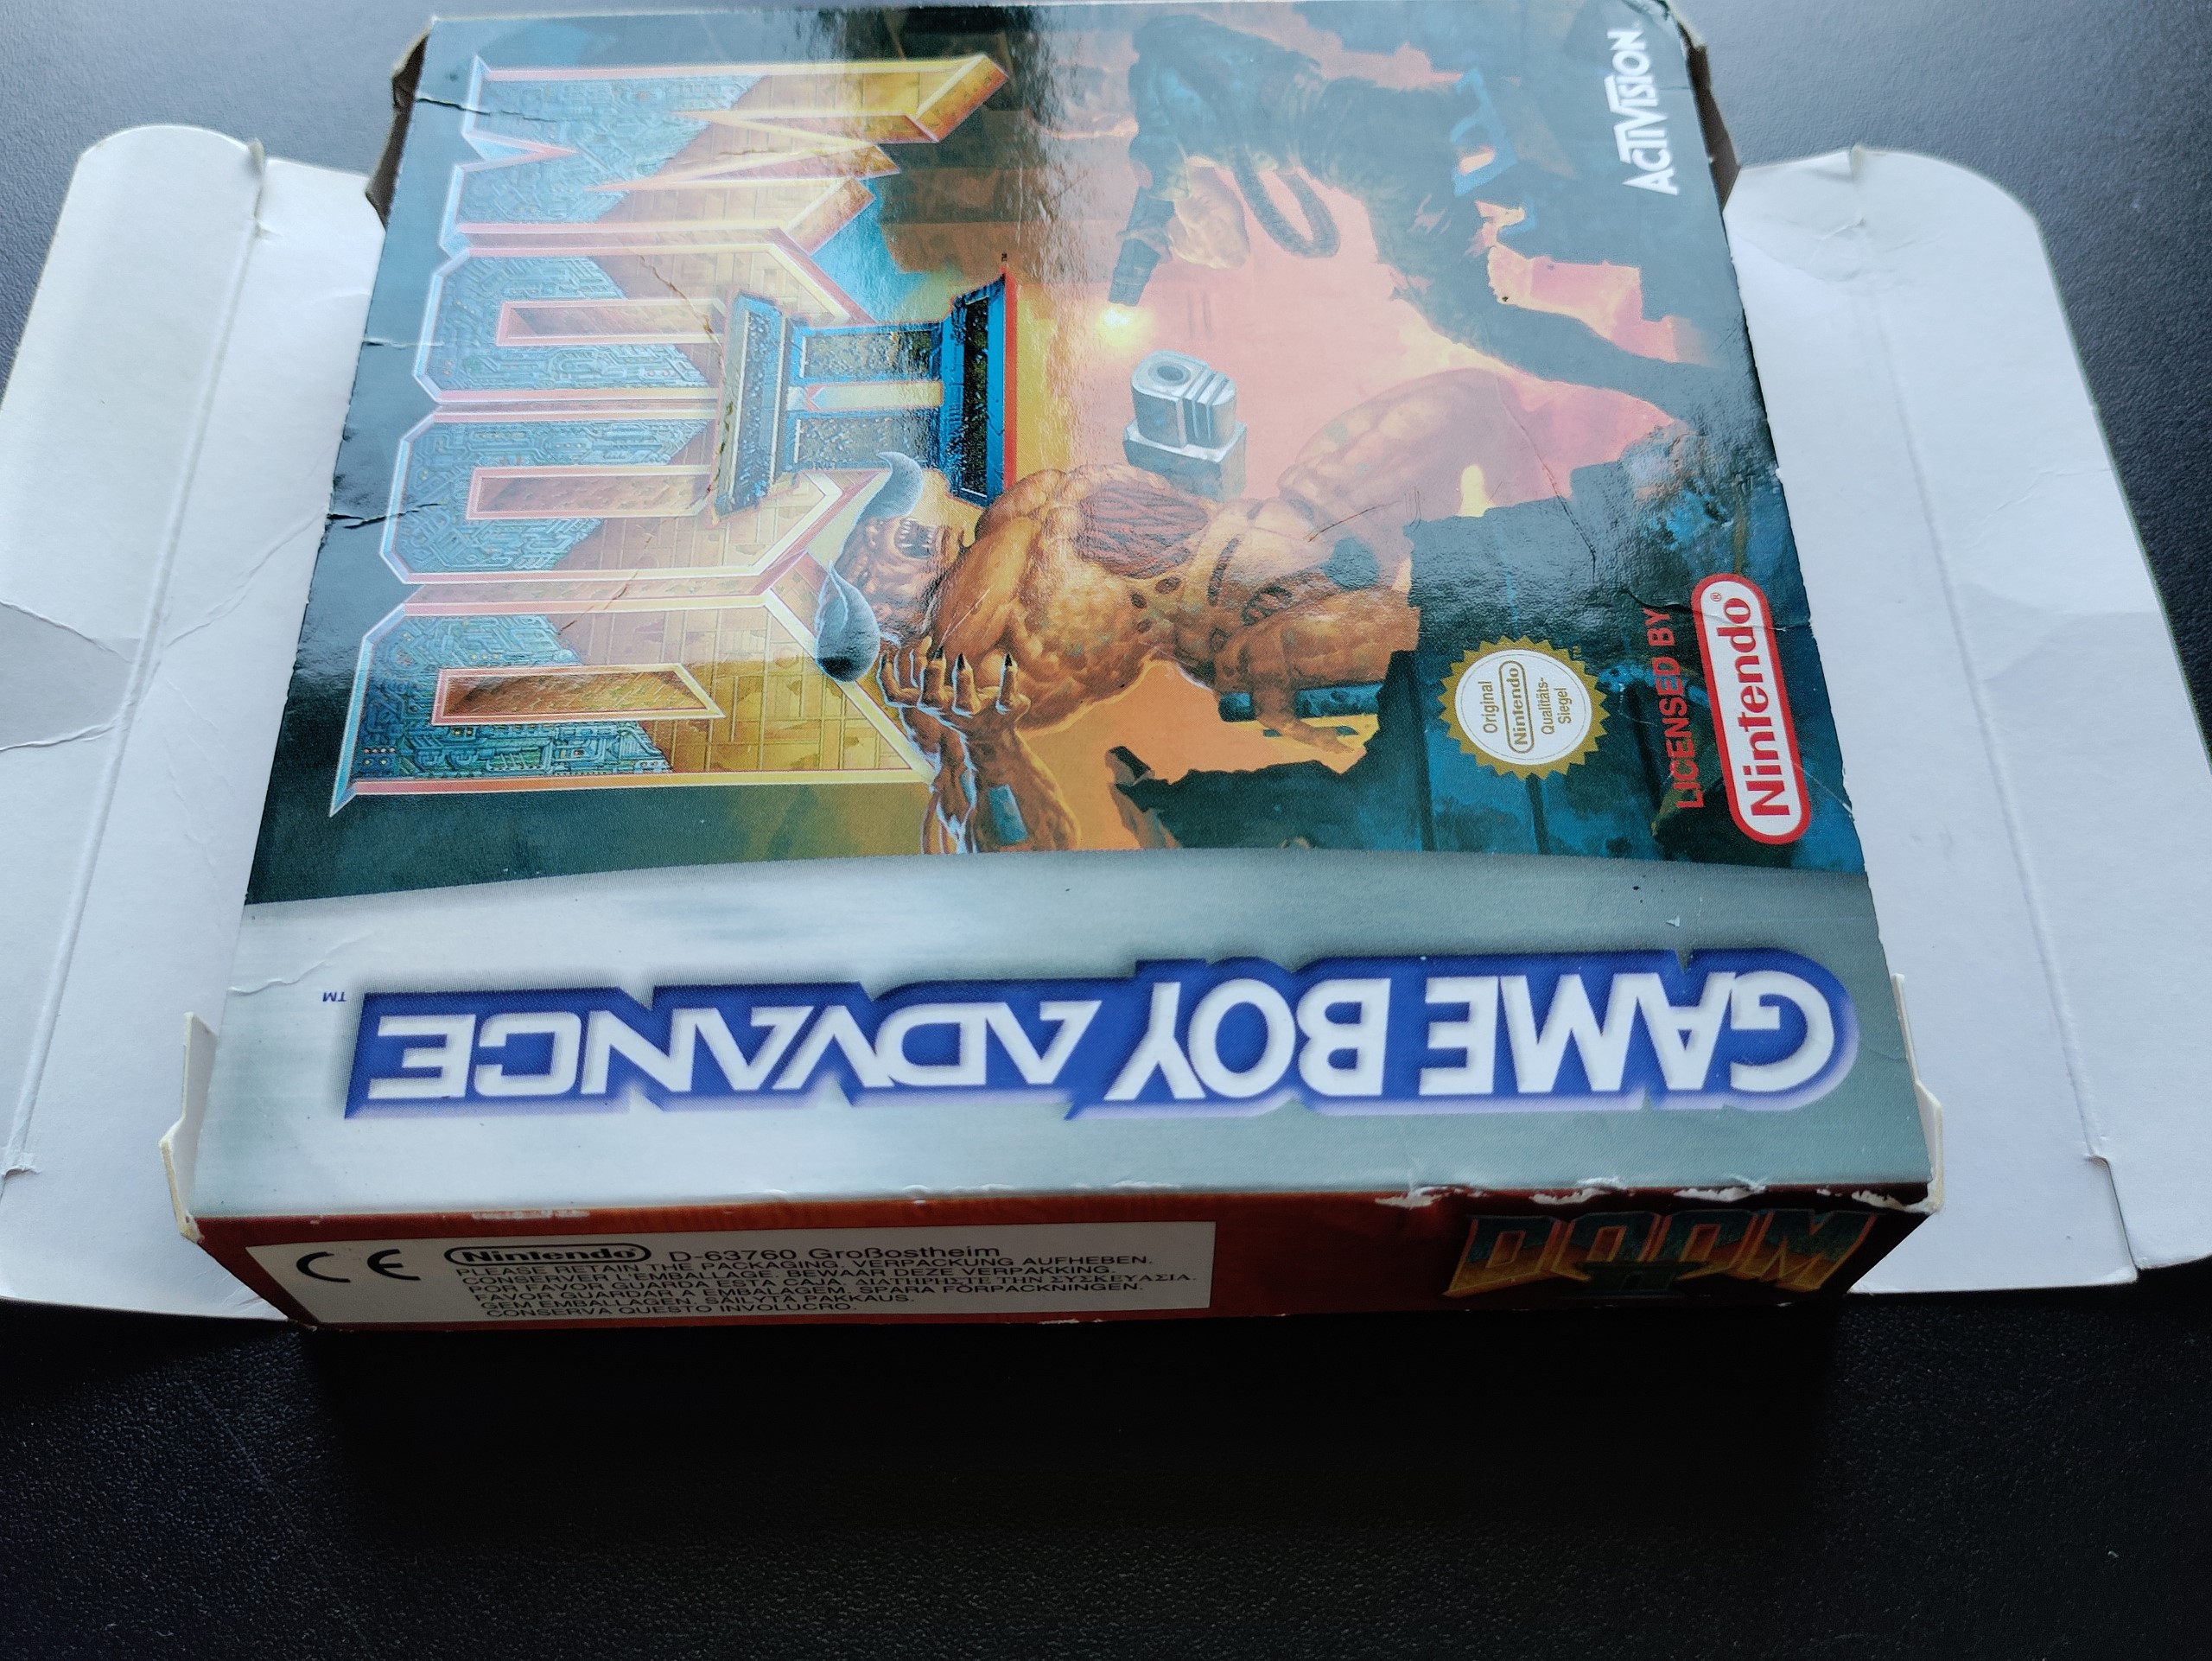 GAME BOY ADVANCE™
DOOM
II
ACTIVISION
Original
Nintendo
Qualitäts-
Siegel
™
LICENSED BY
Nintendo®
CE Nintendo® D-63760 Großostheim
PLEASE RETAIN THE PACKAGING. VERPACKUNG AUFHEBEN.
CONSERVER L'EMBALLAGE. BEWAAR DEZE VERPAKKING.
POR FAVOR GUARDA ESTA CAJA. ΔΙΑΤΗΡΗΣΤΕ ΤΗΝ ΣΥΣΚΕΥΑΣΙΑ.
FAVOR GUARDAR A EMBALAGEM. SPARA FÖRPACKNINGEN.
GEM EMBALLAGEN. SÄILYTÄ PAKKAUS.
CONSERVA QUESTO INVOLUCRO.
DOOM
II